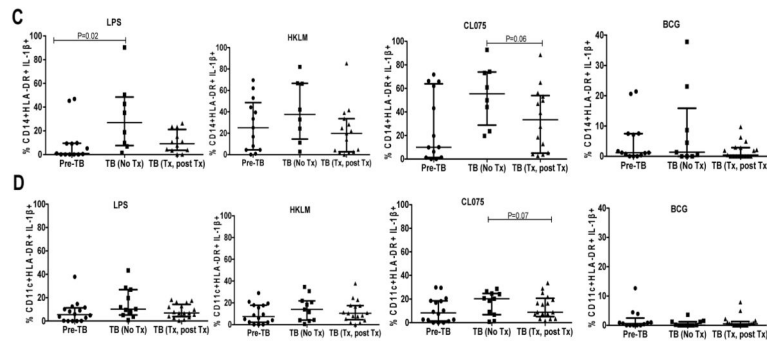 C
LPS
HKLM
CL075
BCG
P=0.02
P=0.06
% CD14+HLA-DR+ IL-1β+
100
80
60
40
20
0
Pre-TB TB (No Tx) TB (Tx, post Tx)
% CD14+HLA-DR+ IL-1β+
100
80
60
40
20
0
Pre-TB TB (No Tx) TB (Tx, post Tx)
% CD14+HLA-DR+ IL-1β+
100
80
60
40
20
0
Pre-TB TB (No Tx) TB (Tx, post Tx)
% CD14+HLA-DR+ IL-1β+
40
30
20
10
0
Pre-TB TB (No Tx) TB (Tx, post Tx)
D
LPS
HKLM
CL075
BCG
P=0.07
% CD11c+HLA-DR+ IL-1β+
100
80
60
40
20
0
Pre-TB TB (No Tx) TB (Tx, post Tx)
% CD11c+HLA-DR+ IL-1β+
100
80
60
40
20
0
Pre-TB TB (No Tx) TB (Tx, post Tx)
% CD11c+HLA-DR+ IL-1β+
100
80
60
40
20
0
Pre-TB TB (No Tx) TB (Tx, post Tx)
% CD11c+HLA-DR+ IL-1β+
40
30
20
10
0
Pre-TB TB (No Tx) TB (Tx, post Tx)